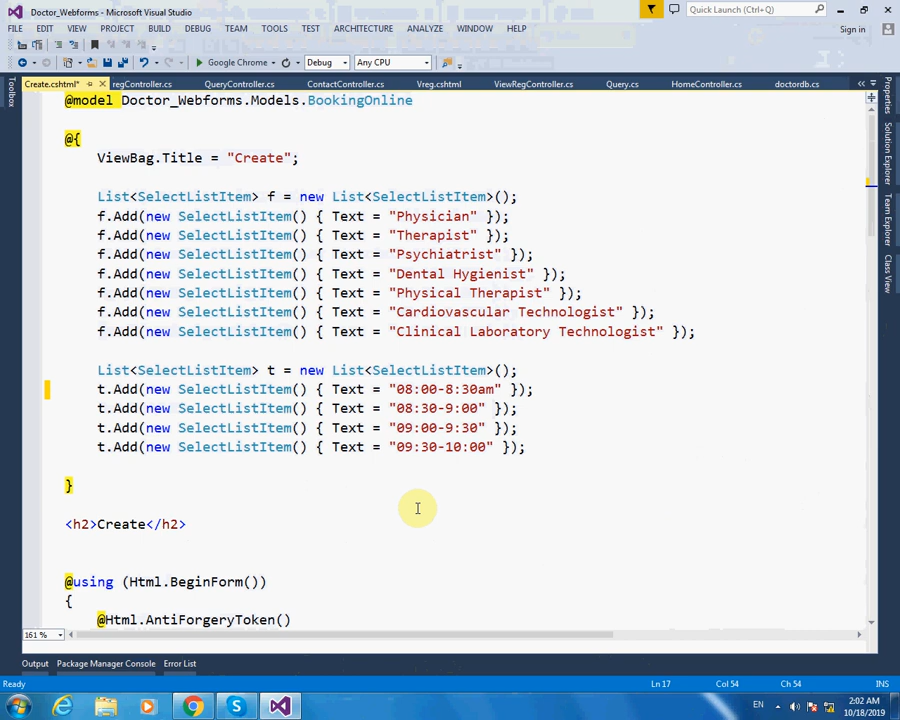 Doctor_Webforms - Microsoft Visual Studio
Quick Launch (Ctrl+Q)
FILE EDIT VIEW PROJECT BUILD DEBUG TEAM TOOLS TEST ARCHITECTURE ANALYZE WINDOW HELP
Sign in
Google Chrome Debug Any CPU
Create.cshtml* regController.cs QueryController.cs ContactController.cs Vreg.cshtml ViewRegController.cs Query.cs HomeController.cs doctordb.cs
Toolbox
Properties
Solution Explorer
Team Explorer
Class View
@model Doctor_Webforms.Models.BookingOnline
@{
ViewBag.Title = "Create";
List<SelectListItem> f = new List<SelectListItem>();
f.Add(new SelectListItem() { Text = "Physician" });
f.Add(new SelectListItem() { Text = "Therapist" });
f.Add(new SelectListItem() { Text = "Psychiatrist" });
f.Add(new SelectListItem() { Text = "Dental Hygienist" });
f.Add(new SelectListItem() { Text = "Physical Therapist" });
f.Add(new SelectListItem() { Text = "Cardiovascular Technologist" });
f.Add(new SelectListItem() { Text = "Clinical Laboratory Technologist" });
List<SelectListItem> t = new List<SelectListItem>();
t.Add(new SelectListItem() { Text = "08:00-8:30am" });
t.Add(new SelectListItem() { Text = "08:30-9:00" });
t.Add(new SelectListItem() { Text = "09:00-9:30" });
t.Add(new SelectListItem() { Text = "09:30-10:00" });
}
<h2>Create</h2>
@using (Html.BeginForm())
{
@Html.AntiForgeryToken()
161 %
Output Package Manager Console Error List
Ready Ln 17 Col 54 Ch 54 INS
EN 2:02 AM
10/18/2019